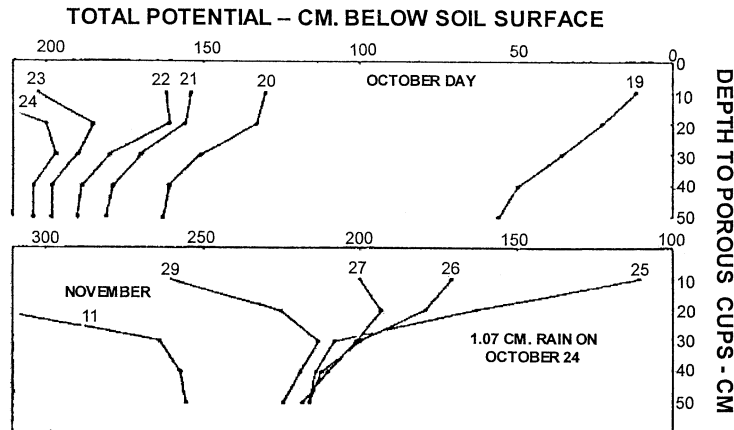 TOTAL POTENTIAL – CM. BELOW SOIL SURFACE
200 150 100 50 0
0
23 22 21 20 OCTOBER DAY 19
24
10
20
30
40
50
DEPTH TO POROUS CUPS - CM
300 250 200 150 100
29 27 26 25
NOVEMBER
11
1.07 CM. RAIN ON
OCTOBER 24
10
20
30
40
50